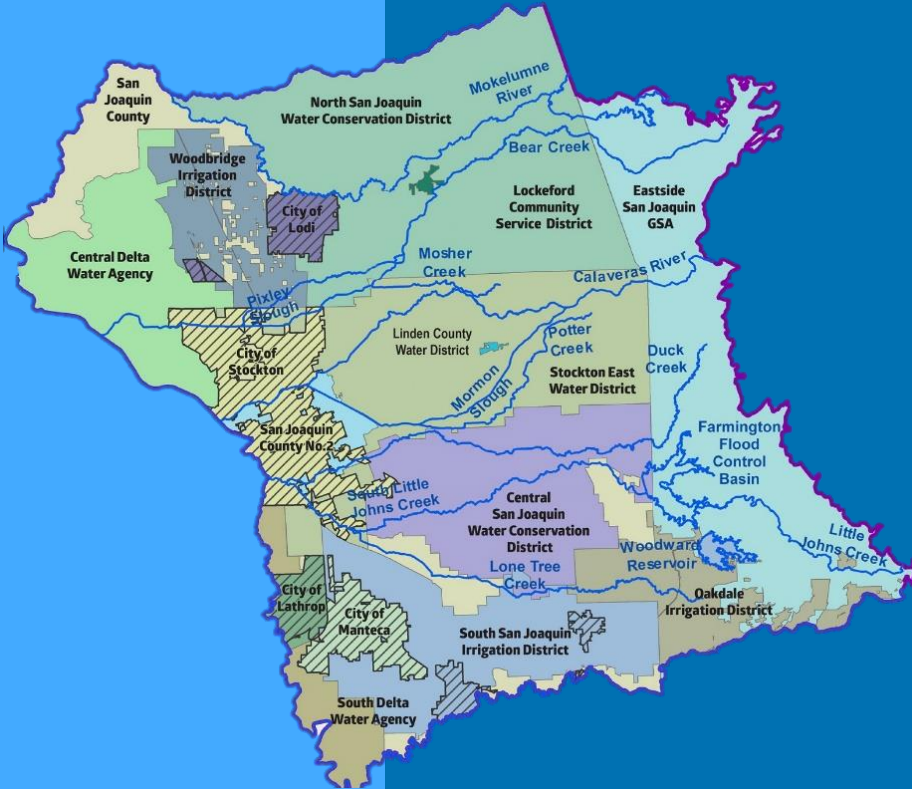 San
Joaquin
County
North San Joaquin
Water Conservation District
Mokelumne
River
Bear Creek
Woodbridge
Irrigation
District
City of
Lodi
Lockeford
Community
Service District
Eastside
San Joaquin
GSA
Central Delta
Water Agency
Mosher
Creek
Calaveras River
Pixley
Slough
City of
Stockton
Linden County
Water District
Potter
Creek
Mormon
Slough
Stockton East
Water District
Duck
Creek
San Joaquin
County No.2
Farmington
Flood
Control
Basin
South Little
Johns Creek
Central
San Joaquin
Water Conservation
District
Woodward
Reservoir
Little
Johns Creek
Lone Tree
Creek
City of
Lathrop
City of
Manteca
Oakdale
Irrigation District
South San Joaquin
Irrigation District
South Delta
Water Agency